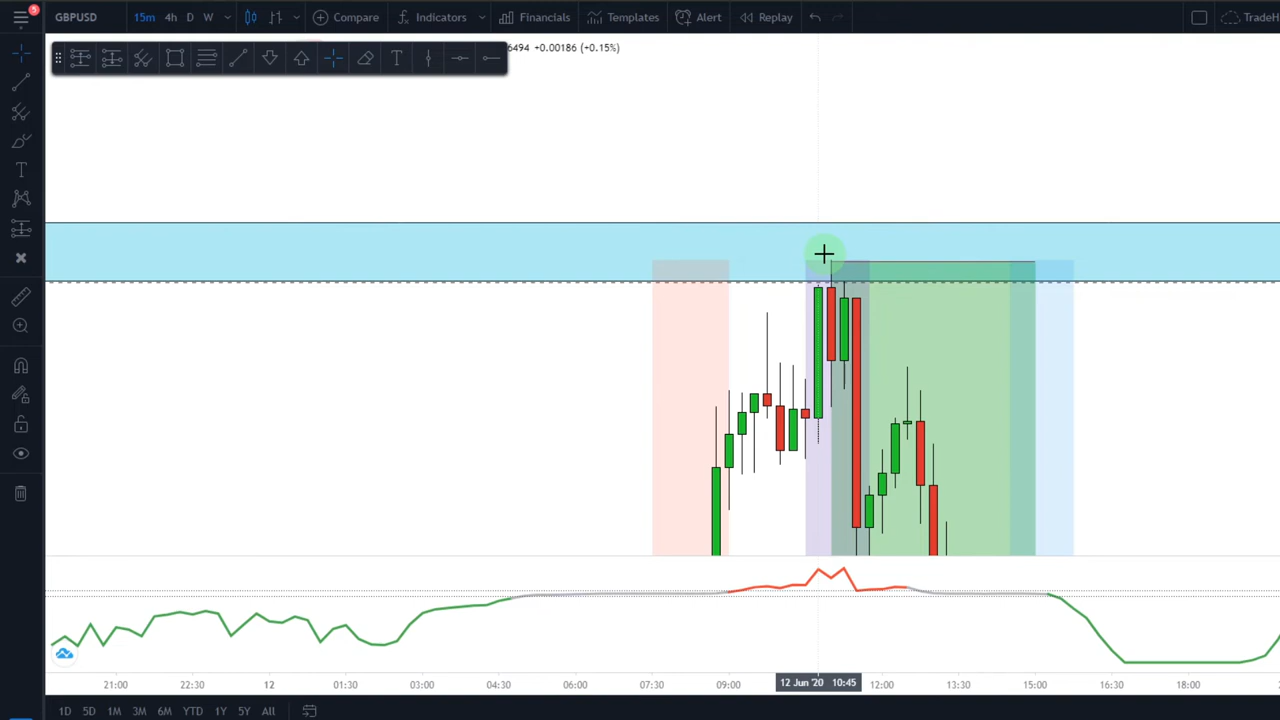 5
GBPUSD 15m 4h D W Compare Indicators Financials Templates Alert Replay TradeH
6494 +0.00186 (+0.15%)
T
T
21:00 22:30 12 01:30 03:00 04:30 06:00 07:30 09:00 12 Jun '20 10:45 12:00 13:30 15:00 16:30 18:00
1D 5D 1M 3M 6M YTD 1Y 5Y All